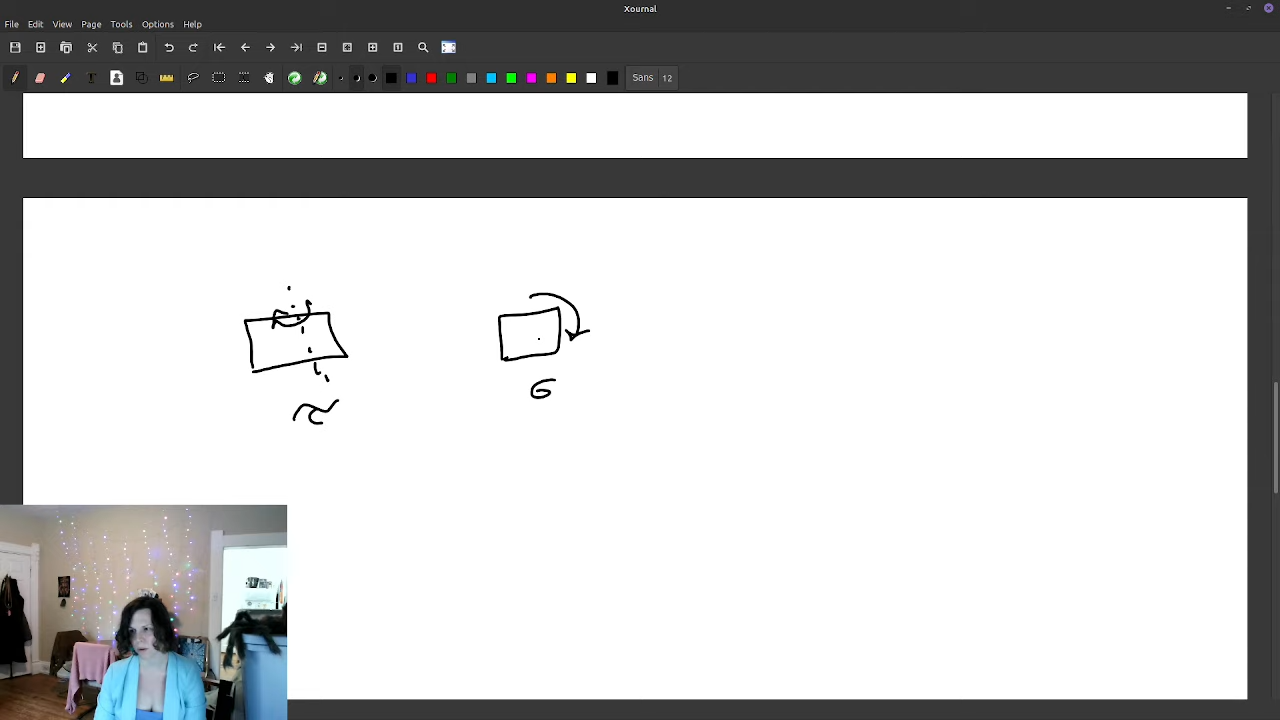 Xournal
File Edit View Page Tools Options Help
Sans 12
τ
σ